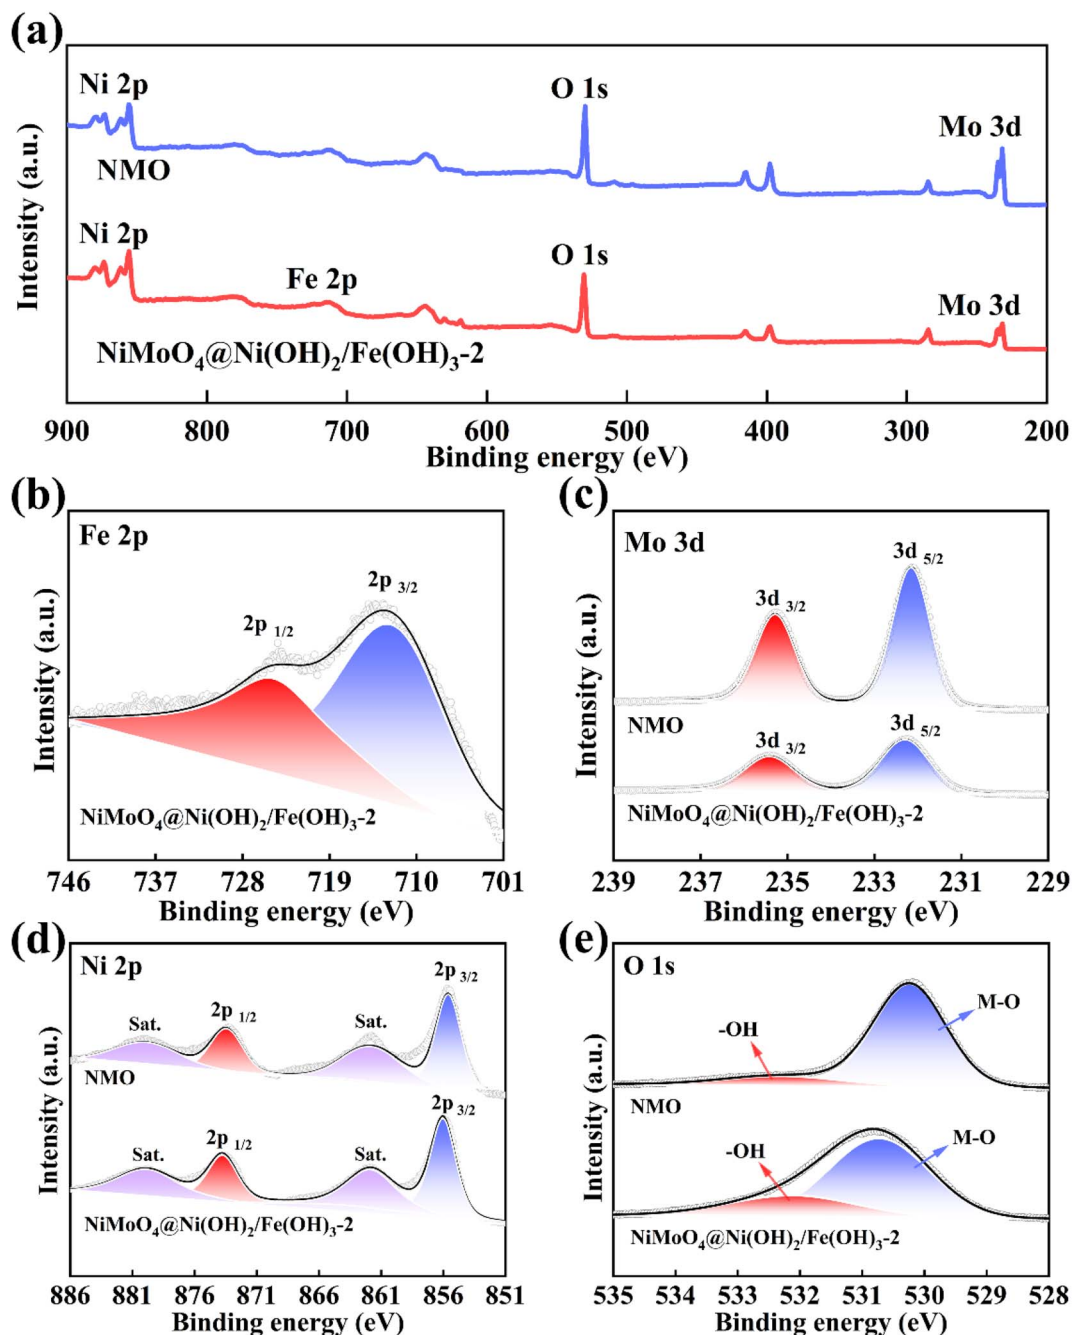 (a)
Ni 2p
O 1s
Mo 3d
NMO
Ni 2p
Fe 2p
O 1s
Mo 3d
NiMoO₄@Ni(OH)₂/Fe(OH)₃-2
Intensity (a.u.)
900 800 700 600 500 400 300 200
Binding energy (eV)
(b)
Fe 2p
2p 3/2
2p 1/2
NiMoO₄@Ni(OH)₂/Fe(OH)₃-2
Intensity (a.u.)
746 737 728 719 710 701
Binding energy (eV)
(c)
Mo 3d
3d 5/2
3d 3/2
NMO
3d 5/2
3d 3/2
NiMoO₄@Ni(OH)₂/Fe(OH)₃-2
Intensity (a.u.)
239 237 235 233 231 229
Binding energy (eV)
(d)
Ni 2p
2p 3/2
Sat.
2p 1/2
Sat.
NMO
2p 3/2
Sat.
2p 1/2
Sat.
NiMoO₄@Ni(OH)₂/Fe(OH)₃-2
Intensity (a.u.)
886 881 876 871 866 861 856 851
Binding energy (eV)
(e)
O 1s
M-O
-OH
NMO
M-O
-OH
NiMoO₄@Ni(OH)₂/Fe(OH)₃-2
Intensity (a.u.)
535 534 533 532 531 530 529 528
Binding energy (eV)